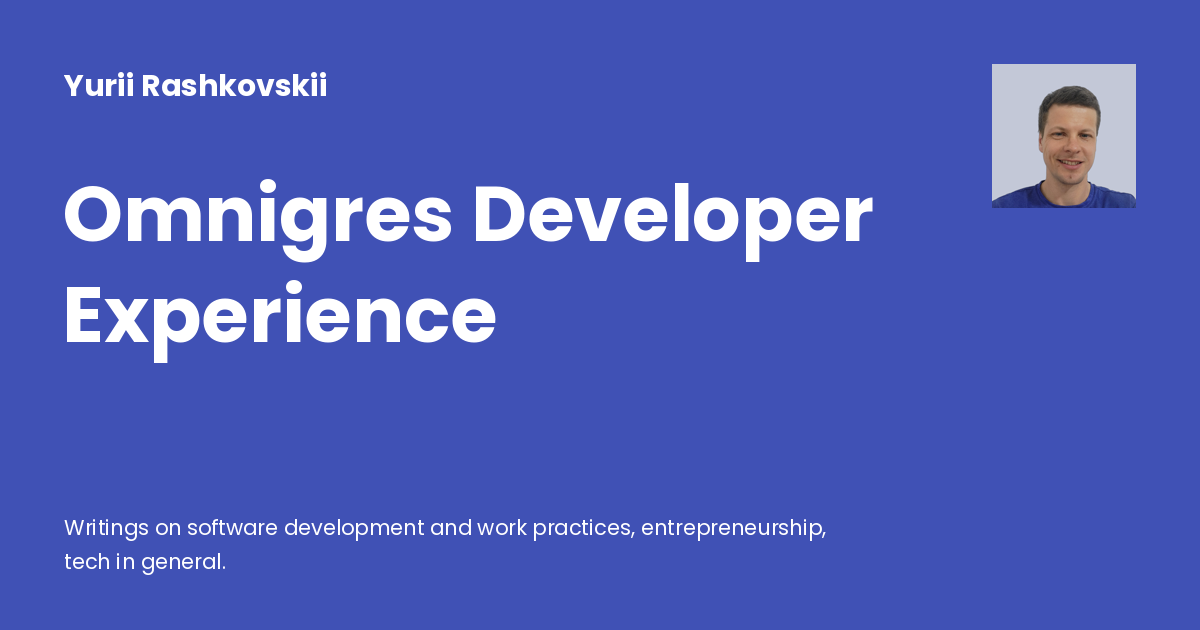 Yurii Rashkovskii
Omnigres Developer
Experience
Writings on software development and work practices, entrepreneurship,
tech in general.